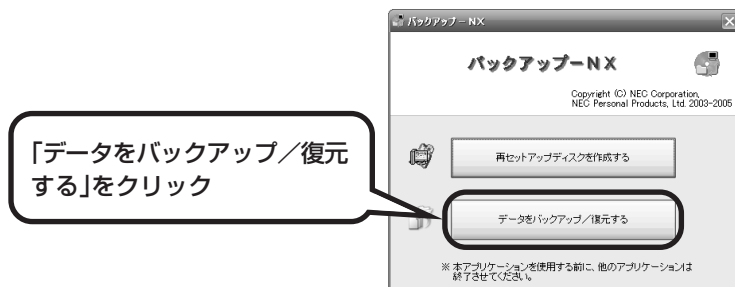 バックアップ－NX
バックアップ－NX
Copyright (C) NEC Corporation,
NEC Personal Products, Ltd. 2003-2005
「データをバックアップ／復元
する」をクリック
再セットアップディスクを作成する
データをバックアップ／復元する
※ 本アプリケーションを使用する前に、他のアプリケーションは
終了させてください。